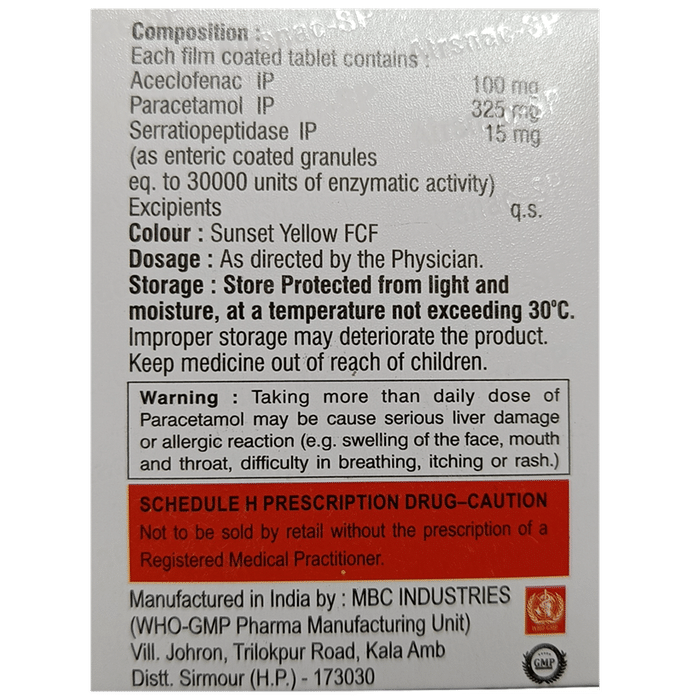 Composition :
Each film coated tablet contains :
Aceclofenac IP 100 mg
Paracetamol IP 325 mg
Serratiopeptidase IP 15 mg
(as enteric coated granules
eq. to 30000 units of enzymatic activity)
Excipients q.s.
Colour : Sunset Yellow FCF
Dosage : As directed by the Physician.
Storage : Store Protected from light and
moisture, at a temperature not exceeding 30°C.
Improper storage may deteriorate the product.
Keep medicine out of reach of children.
Warning : Taking more than daily dose of
Paracetamol may be cause serious liver damage
or allergic reaction (e.g. swelling of the face, mouth
and throat, difficulty in breathing, itching or rash.)
SCHEDULE H PRESCRIPTION DRUG–CAUTION
Not to be sold by retail without the prescription of a
Registered Medical Practitioner.
Manufactured in India by : MBC INDUSTRIES
(WHO-GMP Pharma Manufacturing Unit)
Vill. Johron, Trilokpur Road, Kala Amb
Distt. Sirmour (H.P.) - 173030
GMP